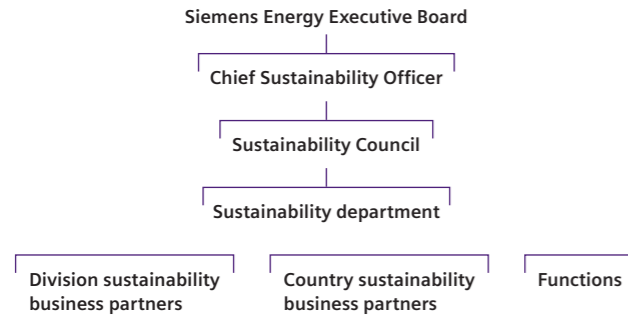 Siemens Energy Executive Board
Chief Sustainability Officer
Sustainability Council
Sustainability department
Division sustainability
business partners
Country sustainability
business partners
Functions